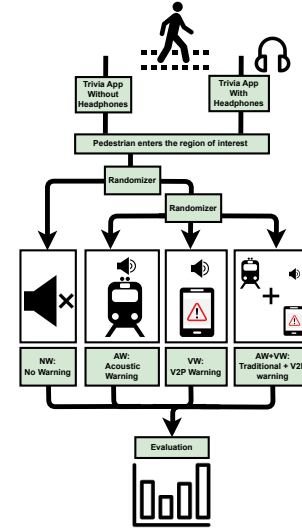 Trivia App
Without
Headphones
Trivia App
With
Headphones
Pedestrian enters the region of interest
Randomizer
Randomizer
NW:
No Warning
AW:
Acoustic
Warning
VW:
V2P Warning
AW+VW:
Traditional + V2P
warning
Evaluation